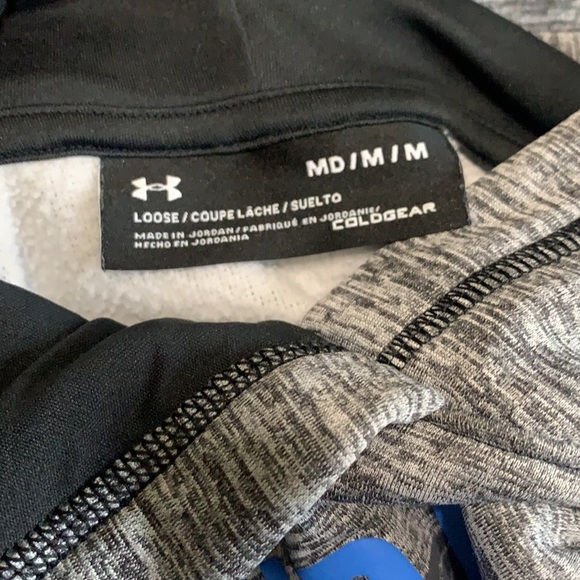 MD / M / M
LOOSE / COUPE LÂCHE / SUELTO
MADE IN JORDAN / FABRIQUÉ EN JORDANIE /
HECHO EN JORDANIA
COLDGEAR